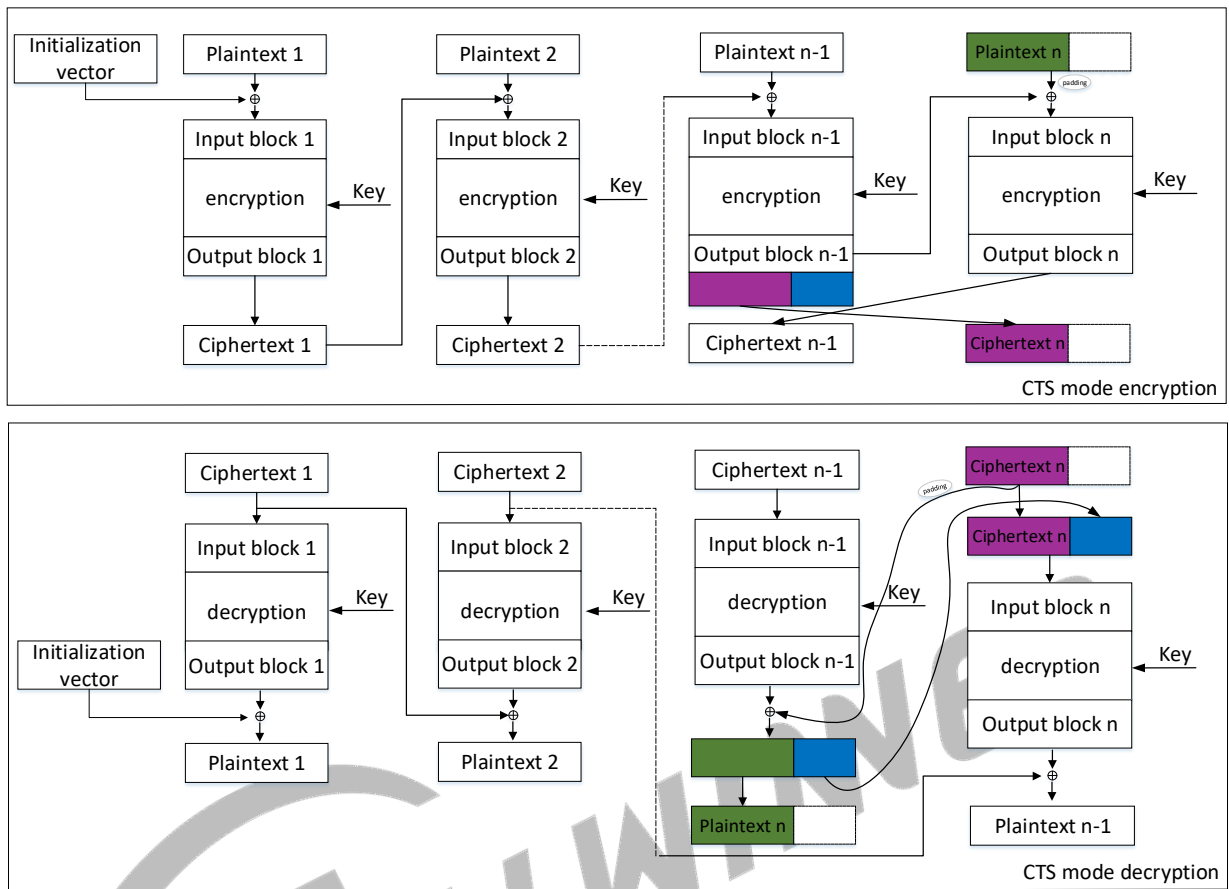 Initialization
vector
Plaintext 1
Plaintext 2
Plaintext n-1
Plaintext n
padding
Input block 1
Input block 2
Input block n-1
Input block n
encryption
Key
encryption
Key
encryption
Key
encryption
Key
Output block 1
Output block 2
Output block n-1
Output block n
Ciphertext 1
Ciphertext 2
Ciphertext n-1
Ciphertext n
CTS mode encryption
Ciphertext 1
Ciphertext 2
Ciphertext n-1
Ciphertext n
padding
Ciphertext n
Input block 1
Input block 2
Input block n-1
Input block n
decryption
Key
decryption
Key
decryption
Key
decryption
Key
Initialization
vector
Output block 1
Output block 2
Output block n-1
Output block n
Plaintext 1
Plaintext 2
Plaintext n
Plaintext n-1
CTS mode decryption